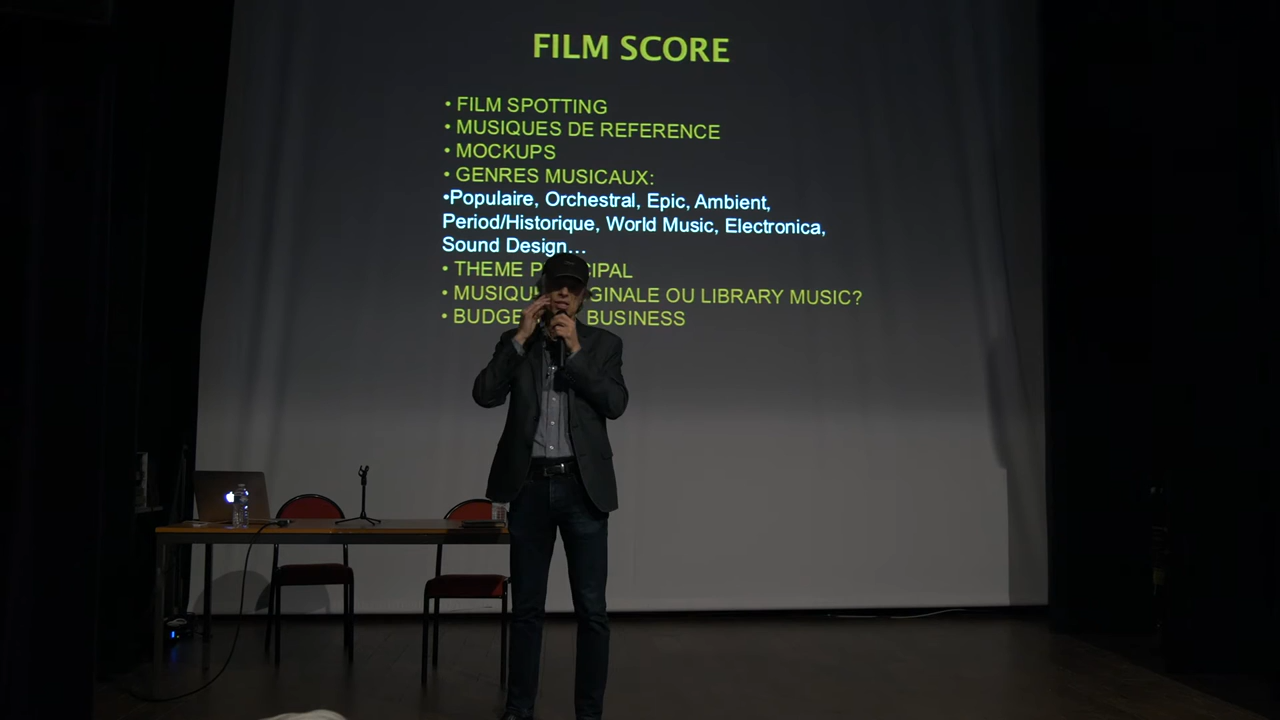 FILM SCORE
• FILM SPOTTING
• MUSIQUES DE REFERENCE
• MOCKUPS
• GENRES MUSICAUX:
•Populaire, Orchestral, Epic, Ambient,
Period/Historique, World Music, Electronica,
Sound Design...
• THEME P CIPAL
• MUSIQU GINALE OU LIBRARY MUSIC?
• BUDGE BUSINESS